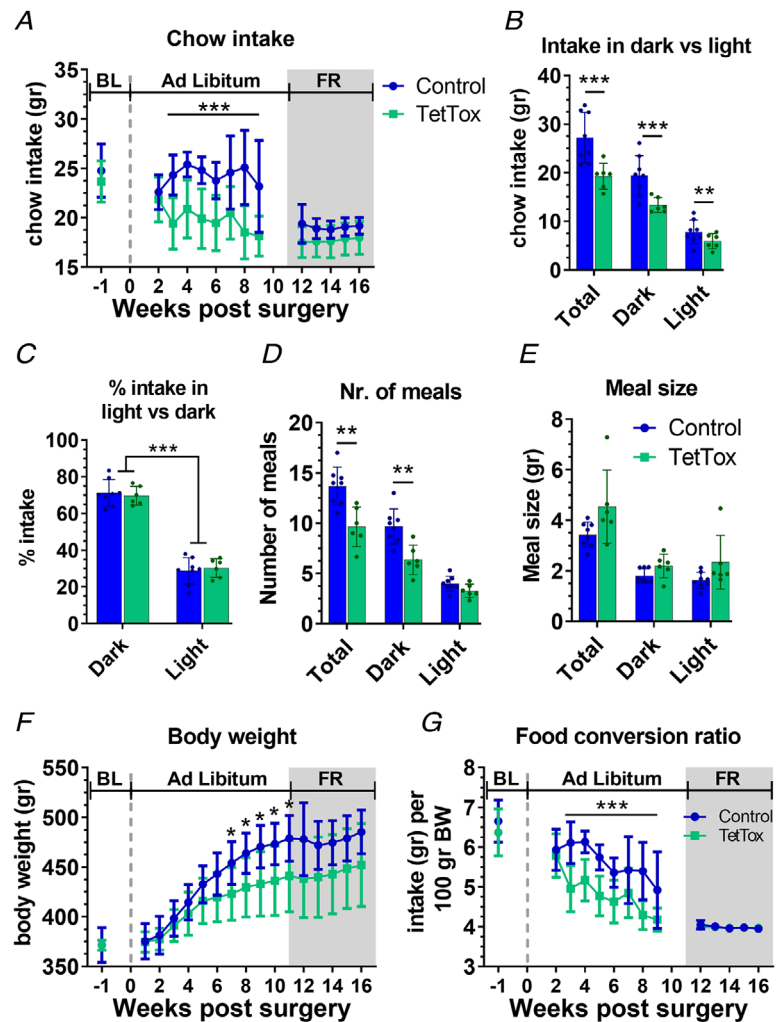 A
Chow intake
BL Ad Libitum FR
Control
TetTox
***
chow intake (gr)
35
30
25
20
15
-1 0 2 4 6 8 10 12 14 16
Weeks post surgery
B
Intake in dark vs light
chow intake (gr)
40
30
20
10
0
***
***
**
Total Dark Light
C
% intake in
light vs dark
% intake
100
80
60
40
20
0
***
Dark Light
D
Nr. of meals
Number of meals
20
15
10
5
0
**
**
Total Dark Light
E
Meal size
Control
TetTox
Meal size (gr)
8
6
4
2
0
Total Dark Light
F
Body weight
BL Ad Libitum FR
body weight (gr)
550
500
450
400
350
* * * * *
-1 0 2 4 6 8 10 12 14 16
Weeks post surgery
G
Food conversion ratio
BL Ad Libitum FR
***
Control
TetTox
intake (gr) per
100 gr BW
7
6
5
4
3
-1 0 2 4 6 8 10 12 14 16
Weeks post surgery